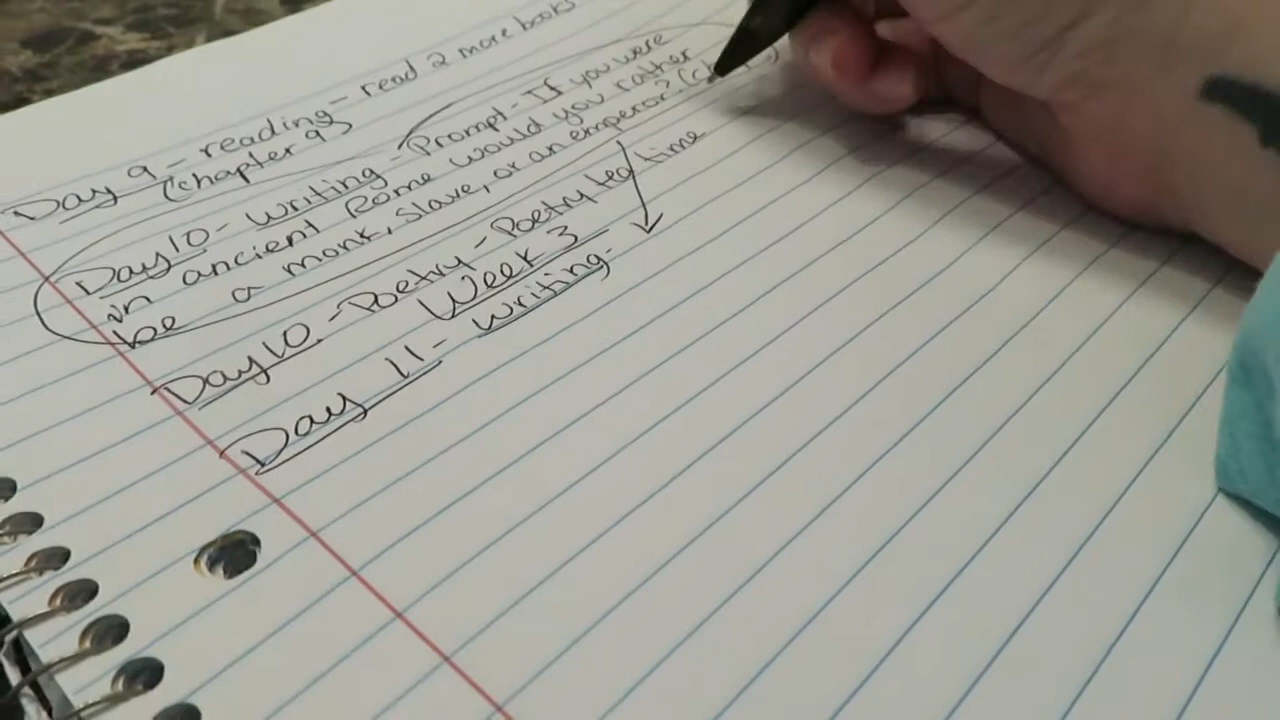 Day 9 - reading - read 2 more books
(chapter 9)
Day 10 - Writing - Prompt - If you were
in ancient Rome would you rather
be a monk, slave, or an emperor?
Day 10 - Poetry - Poetry tea time
Week 3
Day 11 - Writing -